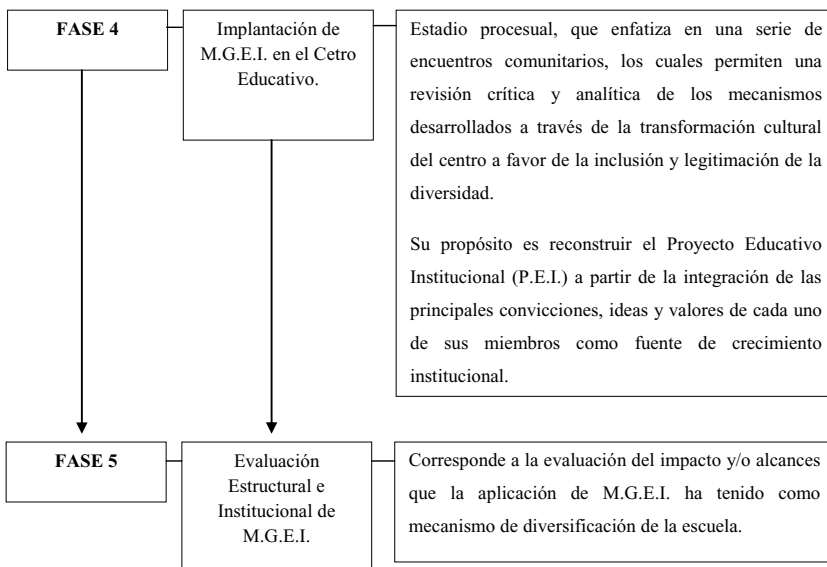 FASE 4
Implantación de
M.G.E.I. en el Cetro
Educativo.
Estadio procesual, que enfatiza en una serie de
encuentros comunitarios, los cuales permiten una
revisión crítica y analítica de los mecanismos
desarrollados a través de la transformación cultural
del centro a favor de la inclusión y legitimación de la
diversidad.
Su propósito es reconstruir el Proyecto Educativo
Institucional (P.E.I.) a partir de la integración de las
principales convicciones, ideas y valores de cada uno
de sus miembros como fuente de crecimiento
institucional.
FASE 5
Evaluación
Estructural e
Institucional de
M.G.E.I.
Corresponde a la evaluación del impacto y/o alcances
que la aplicación de M.G.E.I. ha tenido como
mecanismo de diversificación de la escuela.